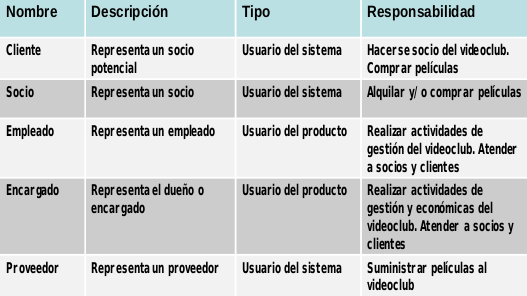 Nombre Descripción Tipo Responsabilidad
Cliente Representa un socio Usuario del sistema Hacerse socio del videoclub.
potencial Comprar películas
Socio Representa un socio Usuario del sistema Alquilar y/o comprar películas
Empleado Representa un empleado Usuario del producto Realizar actividades de
gestión del videoclub. Atender
a socios y clientes
Encargado Representa el dueño o Usuario del producto Realizar actividades de
encargado gestión y económicas del
videoclub. Atender a socios y
clientes
Proveedor Representa un proveedor Usuario del sistema Suministrar películas al
videoclub